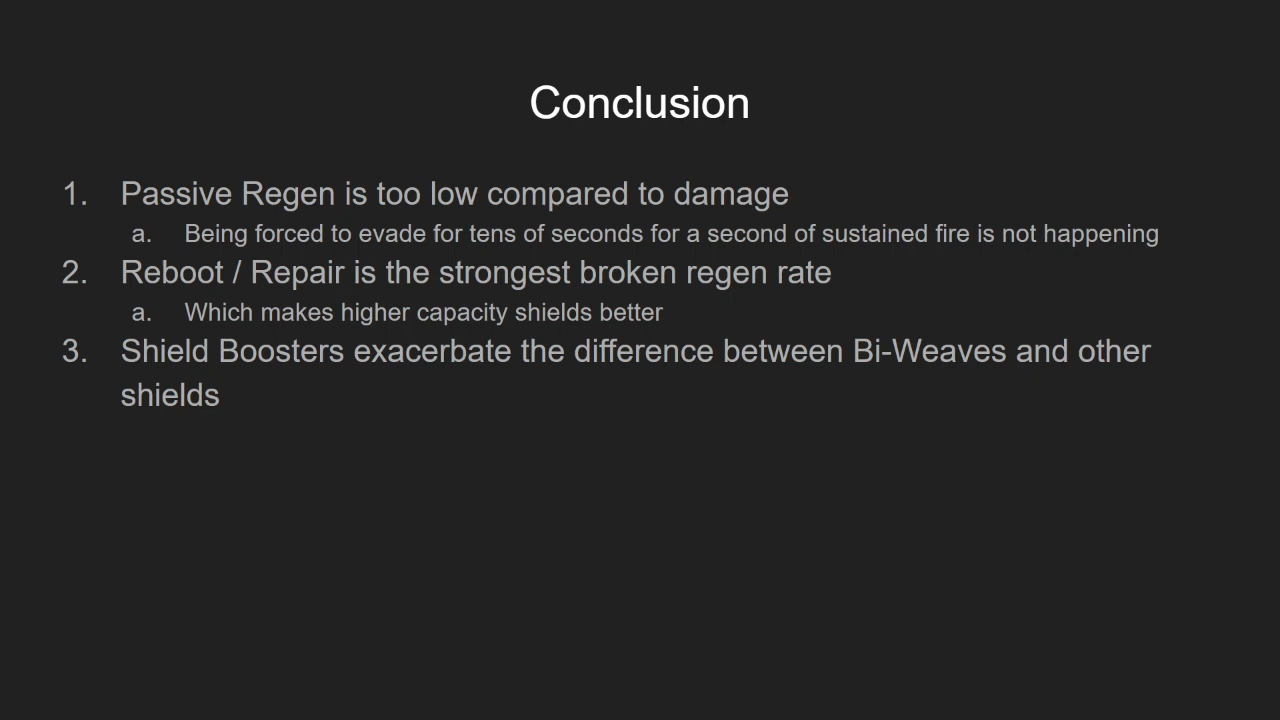 Conclusion
1. Passive Regen is too low compared to damage
a. Being forced to evade for tens of seconds for a second of sustained fire is not happening
2. Reboot / Repair is the strongest broken regen rate
a. Which makes higher capacity shields better
3. Shield Boosters exacerbate the difference between Bi-Weaves and other
shields